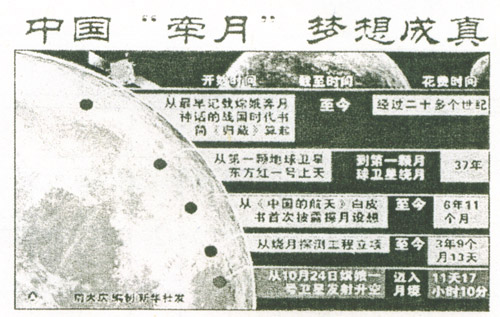 中国“牵月”梦想成真
开始时间 截至时间 花费时间
从最早记载嫦娥奔月
神话的战国时代书
简《归藏》算起
至今
经过二十多个世纪
从第一颗地球卫星
东方红一号上天
到第一颗月
球卫星绕月
37年
从《中国的航天》白皮
书首次披露探月设想
至今
6年11
个月
从绕月探测工程立项
至今
3年9个
月13天
从10月24日嫦娥一
号卫星发射升空
迈入
月境
11天17
小时10分
编制 新华社发